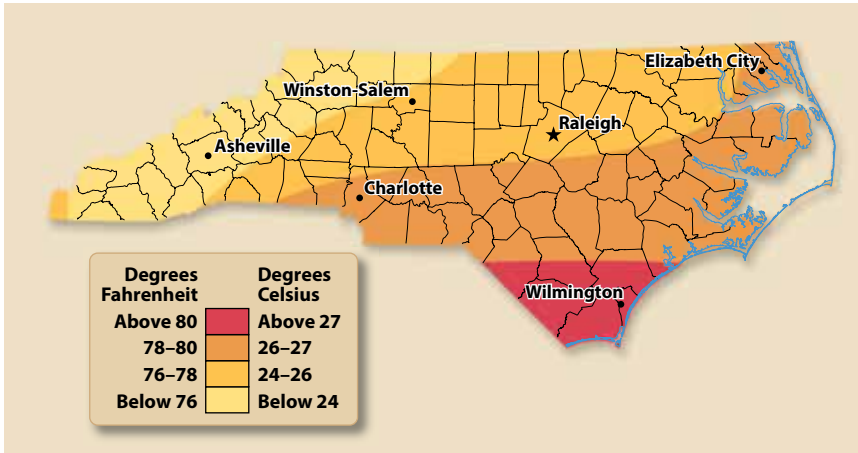 Elizabeth City
Winston-Salem
Raleigh
Asheville
Charlotte
Wilmington
Degrees Fahrenheit Degrees Celsius
Above 80 Above 27
78–80 26–27
76–78 24–26
Below 76 Below 24